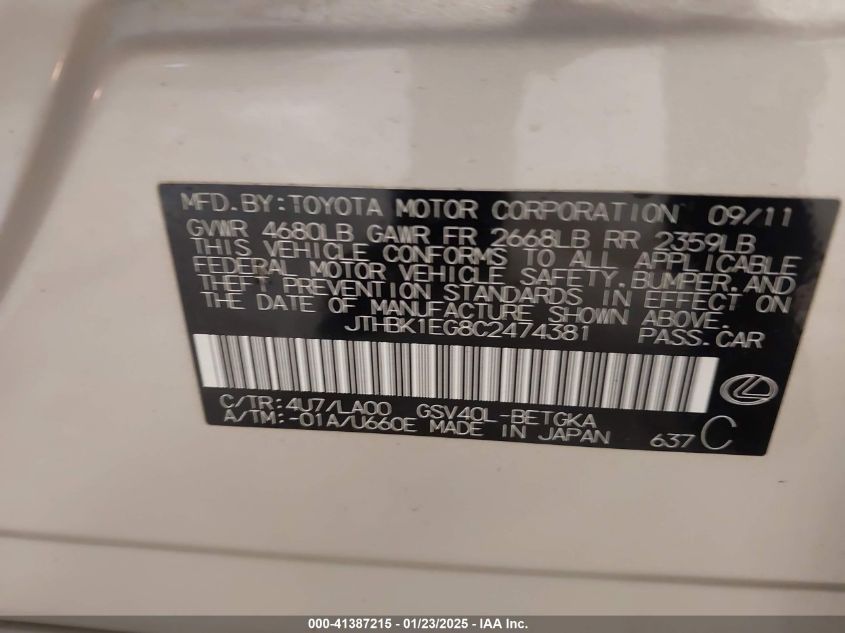 MFD.BY:TOYOTA MOTOR CORPORATION 09/11
GVWR 4680LB GAWR FR 2668LB RR 2359LB
THIS VEHICLE CONFORMS TO ALL APPLICABLE
FEDERAL MOTOR VEHICLE SAFETY.BUMPER.AND
THEFT PREVENTION STANDARDS IN EFFECT ON
THE DATE OF MANUFACTURE SHOWN ABOVE.
JTHBK1EG8C2474381 PASS.CAR
C/TR:4U7/LA00 GSV40L-BETGKA
A/TM:-01A/U660E MADE IN JAPAN 637 C
000-41387215 - 01/23/2025 - IAA Inc.